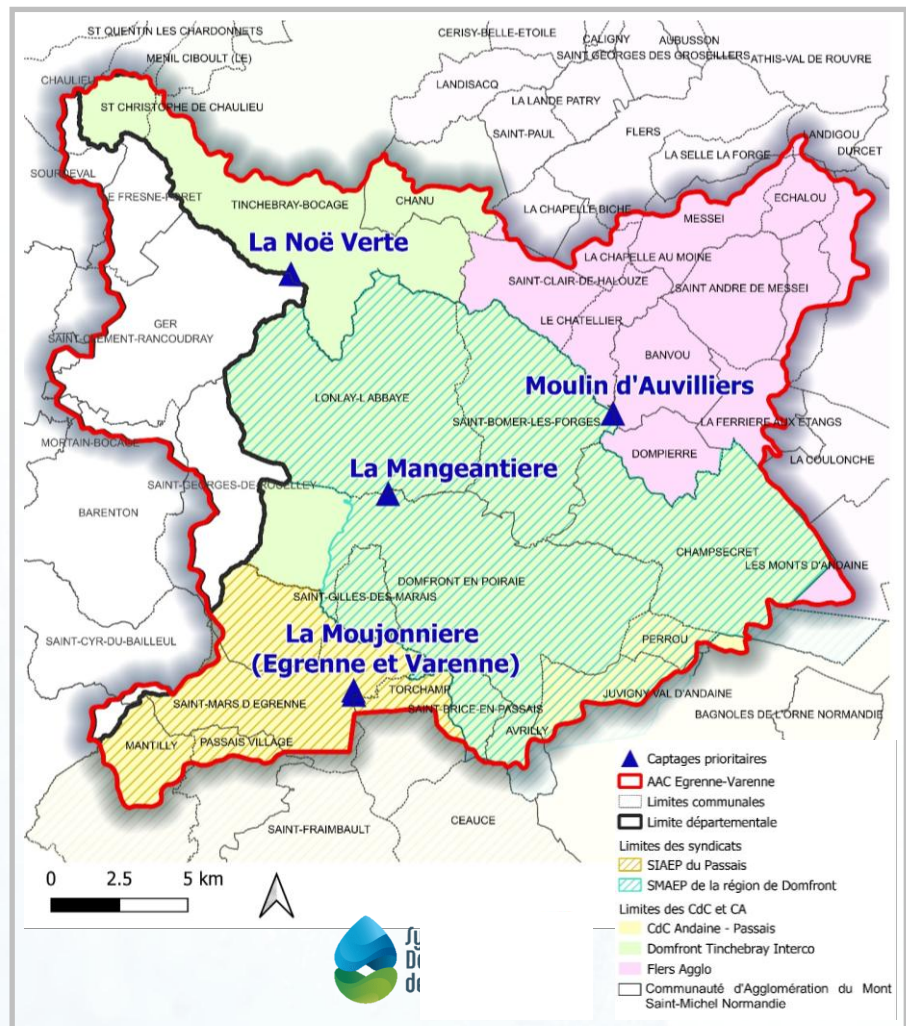 ST QUENTIN LES CHARDONNETS
CERISY-BELLE-ETOILE
CALIGNY
AUBUSSON
MENIL CIBOULT (LE)
SAINT GEORGES DES GROSEILLERS
ATHIS-VAL DE ROUVRE
CHAULIEU
LANDISACQ
ST CHRISTOPHE DE CHAULIEU
LA LANDE PATRY
SAINT-PAUL
FLERS
LANDIGOU
DURCET
LA SELLE LA FORGE
SOURDEVAL
LE FRESNE-PORET
TINCHEBRAY-BOCAGE
CHANU
LA CHAPELLE BICHE
MESSEI
ECHALOU
La Noë Verte
LA CHAPELLE AU MOINE
SAINT-CLAIR-DE-HALOUZE
SAINT ANDRE DE MESSEI
GER
SAINT-CLEMENT-RANCOUDRAY
LE CHATELLIER
BANVOU
Moulin d'Auvilliers
LONLAY-L ABBAYE
SAINT-BOMER-LES-FORGES
LA FERRIERE AUX ETANGS
MORTAIN-BOCAGE
DOMPIERRE
LA COULONCHE
La Mangeantiere
SAINT-GEORGES-DE-ROUELLEY
BARENTON
CHAMPSECRET
LES MONTS D'ANDAINE
DOMFRONT EN POIRAIE
SAINT-GILLES-DES-MARAIS
SAINT-CYR-DU-BAILLEUL
La Moujonniere
(Egrenne et Varenne)
PERROU
TORCHAMP
JUVIGNY VAL D'ANDAINE
SAINT-MARS D EGRENNE
SAINT-BRICE-EN-PASSAIS
BAGNOLES DE L'ORNE NORMANDIE
AVRILLY
MANTILLY
PASSAIS VILLAGE
SAINT-FRAIMBAULT
CEAUCE
0 2.5 5 km
Captages prioritaires
AAC Egrenne-Varenne
Limites communales
Limite départementale
Limites des syndicats
SIAEP du Passais
SMAEP de la région de Domfront
Limites des CdC et CA
CdC Andaine - Passais
Domfront Tinchebray Interco
Flers Agglo
Communauté d'Agglomération du Mont
Saint-Michel Normandie